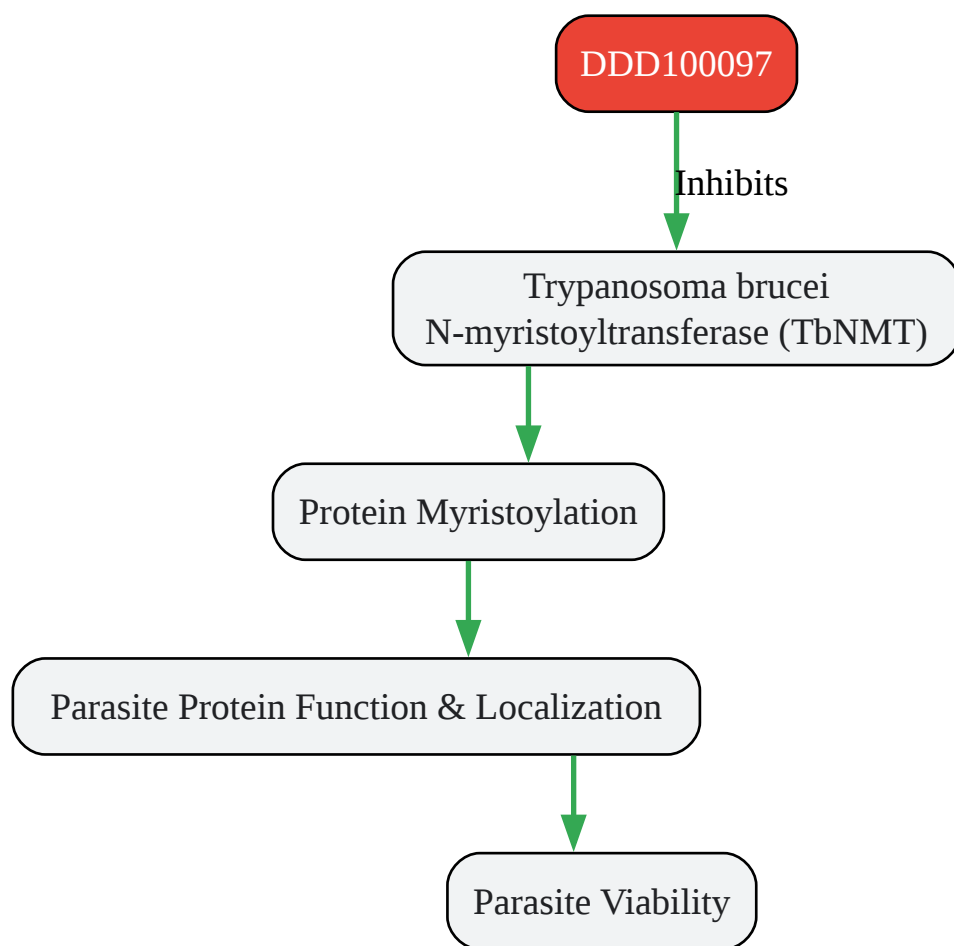 DDD100097
Inhibits
Trypanosoma brucei
N-myristoyltransferase (TbNMT)
Protein Myristoylation
Parasite Protein Function & Localization
Parasite Viability